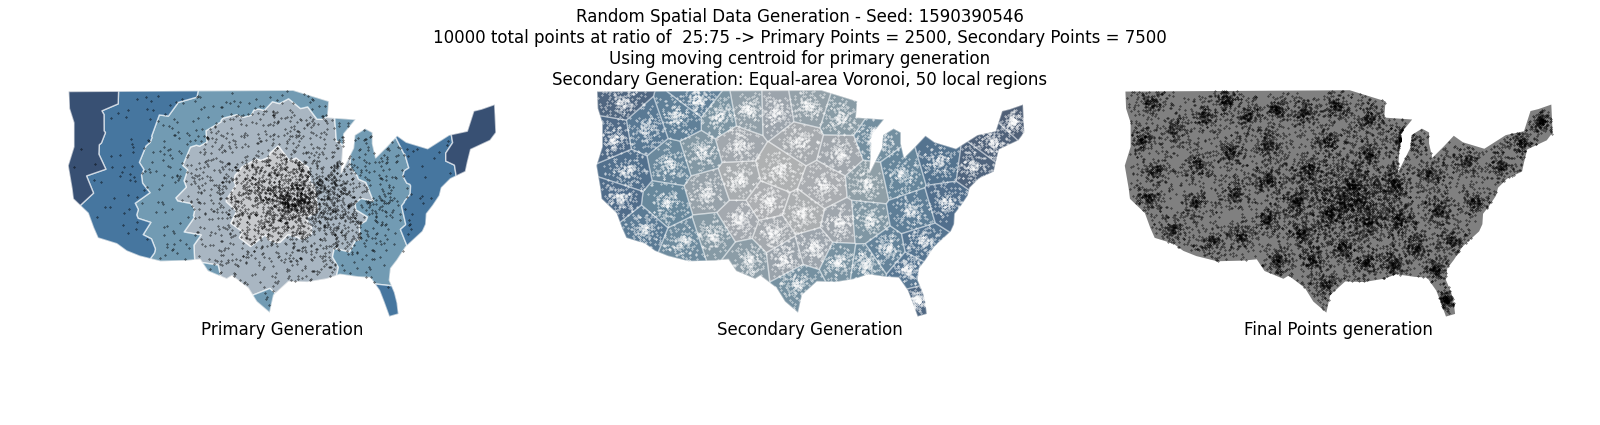 Random Spatial Data Generation - Seed: 1590390546
10000 total points at ratio of  25:75 -> Primary Points = 2500, Secondary Points = 7500
Using moving centroid for primary generation
Secondary Generation: Equal-area Voronoi, 50 local regions
Primary Generation
Secondary Generation
Final Points generation